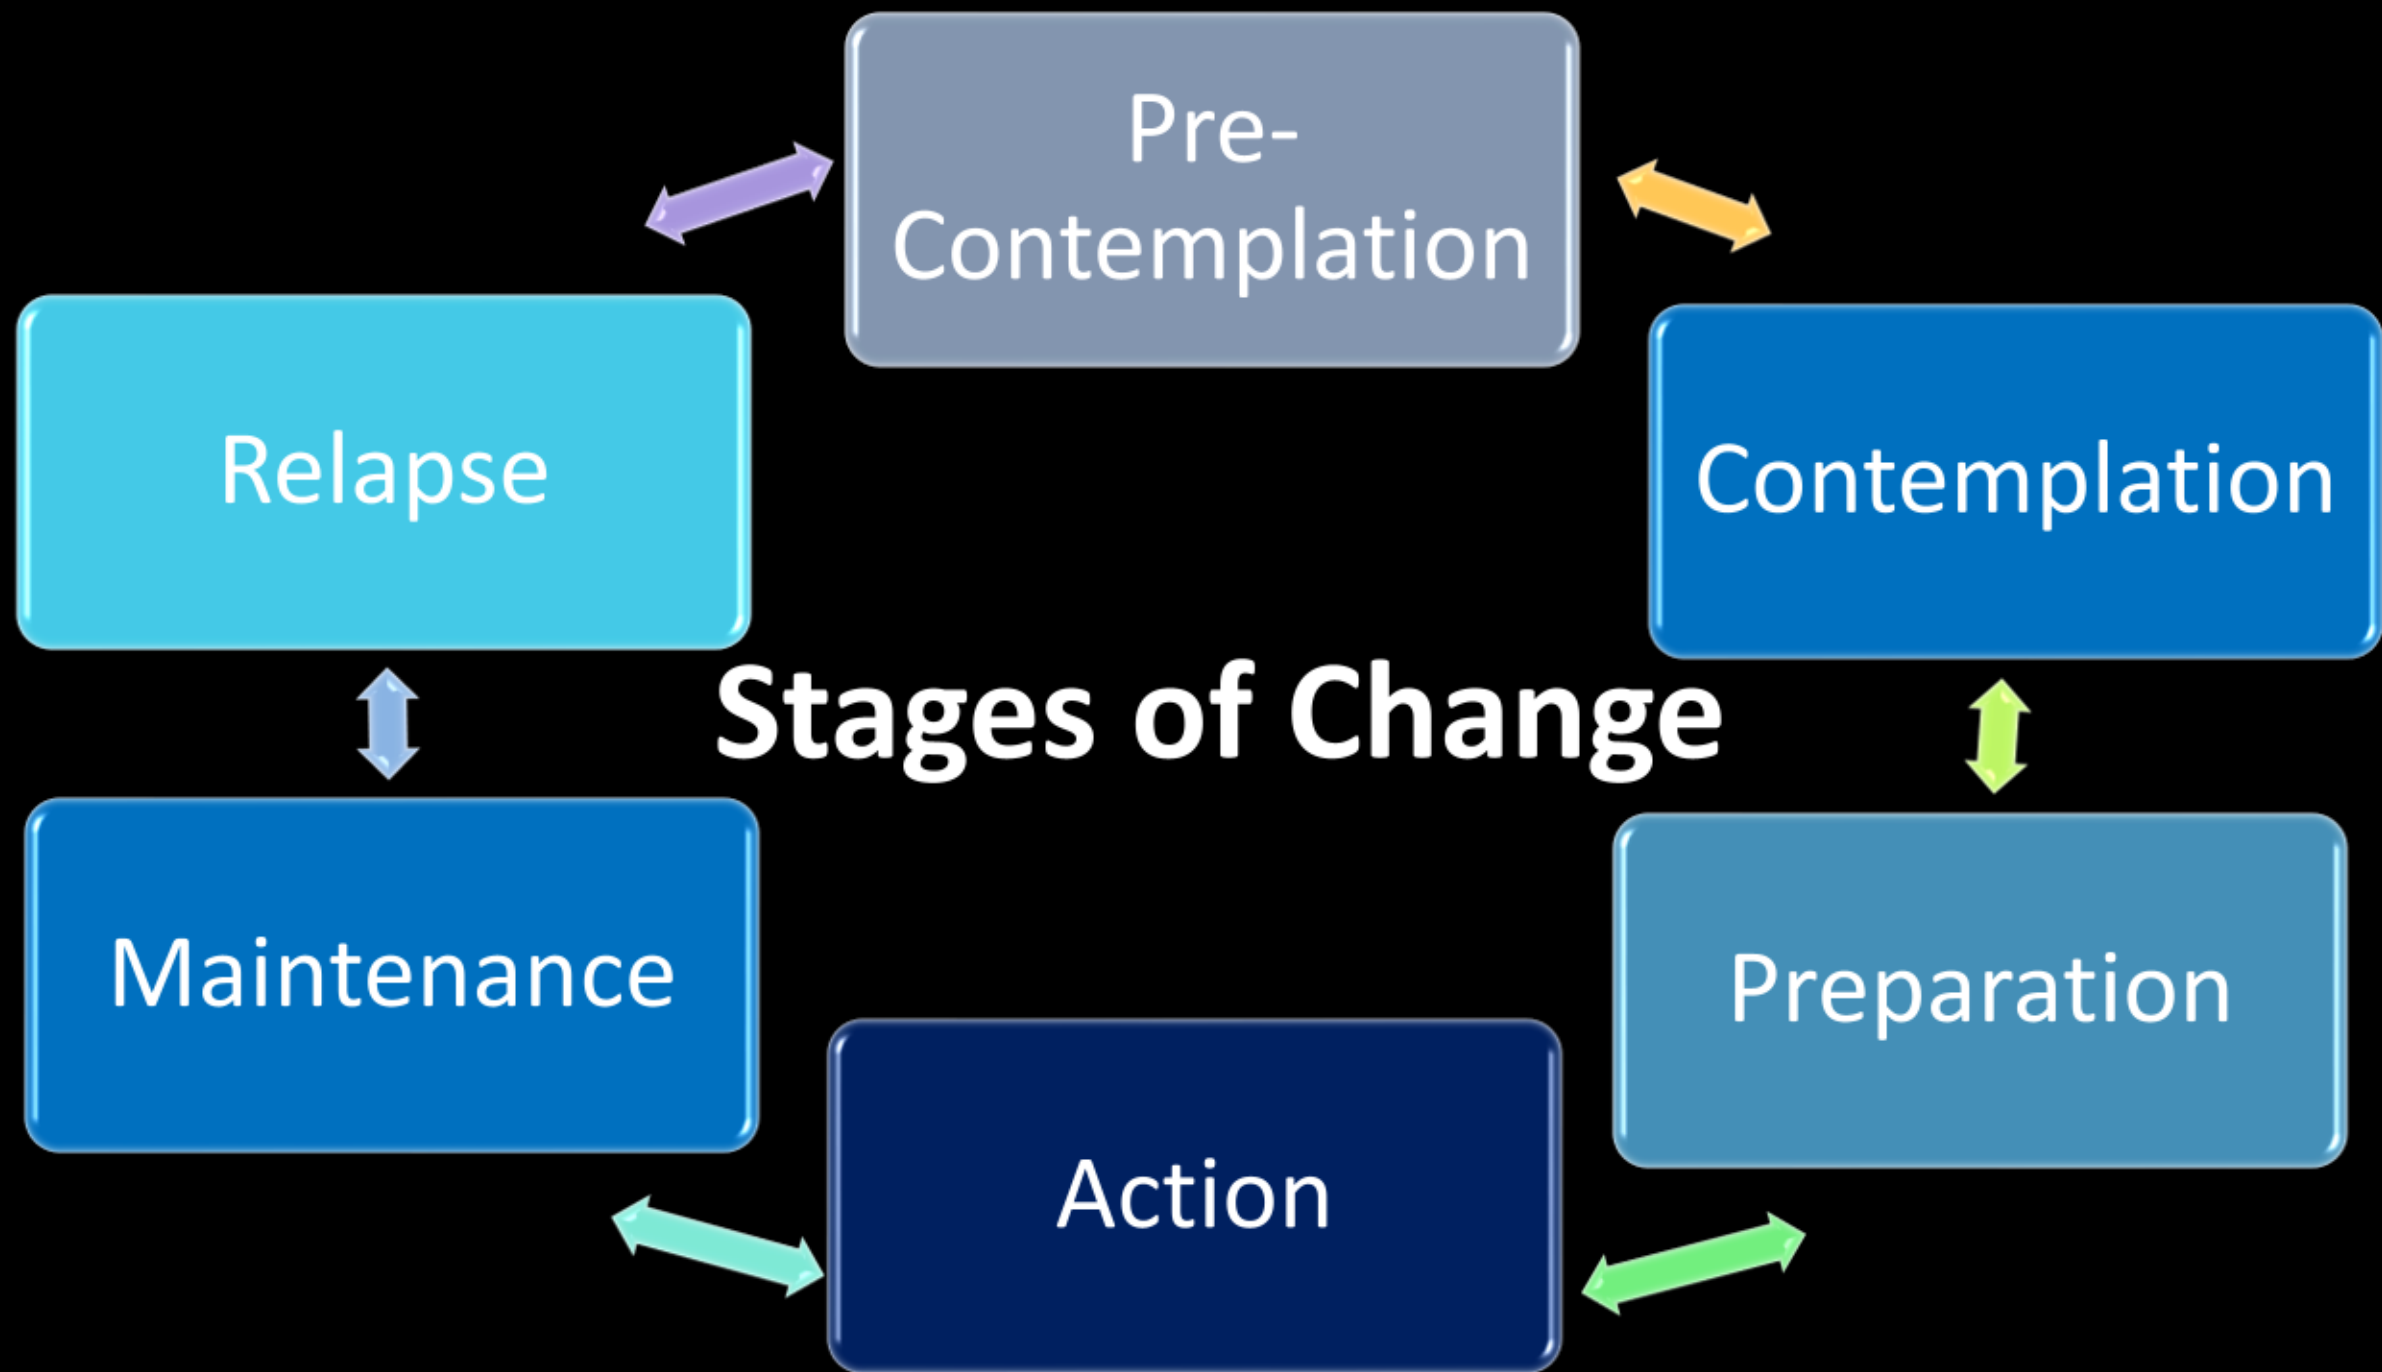 Pre-
Contemplation
Relapse
Contemplation
Stages of Change
Maintenance
Preparation
Action